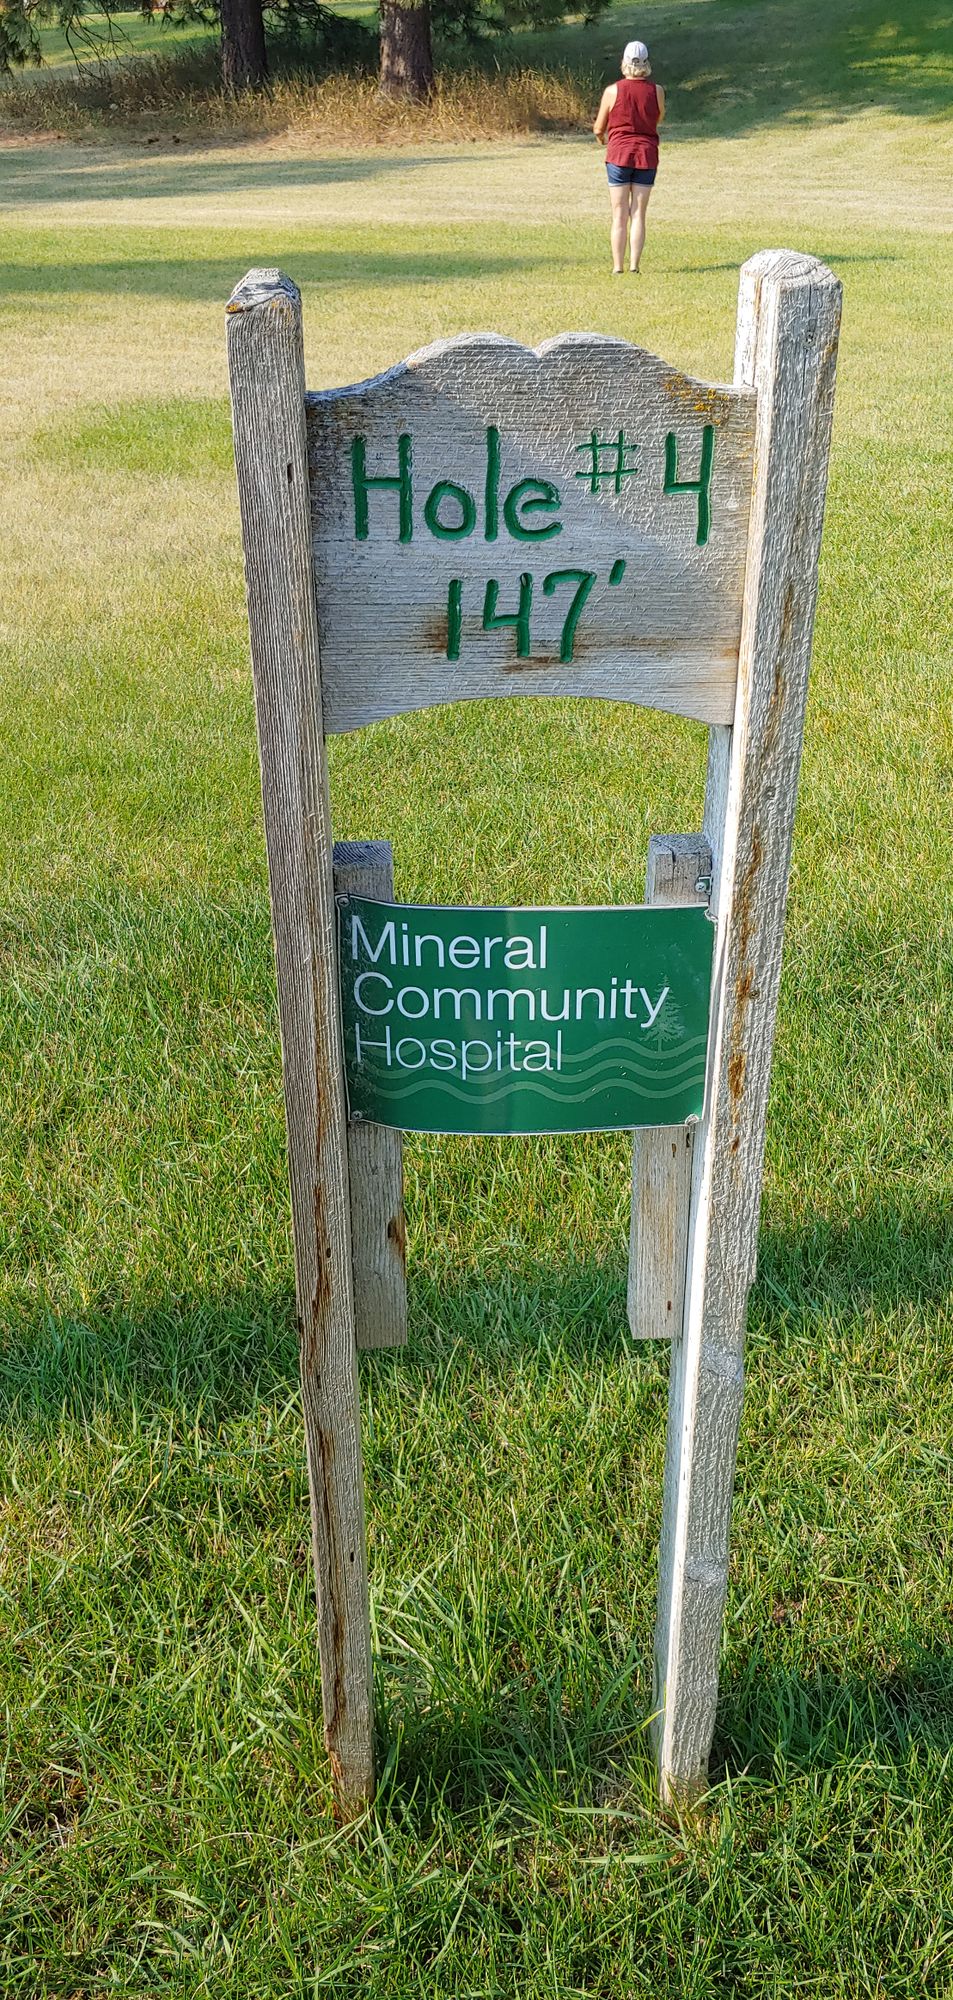 Hole #4
147'
Mineral
Community
Hospital